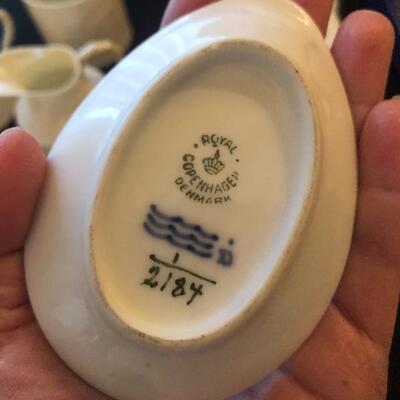 ROYAL
COPENHAGEN
DENMARK
1
2184